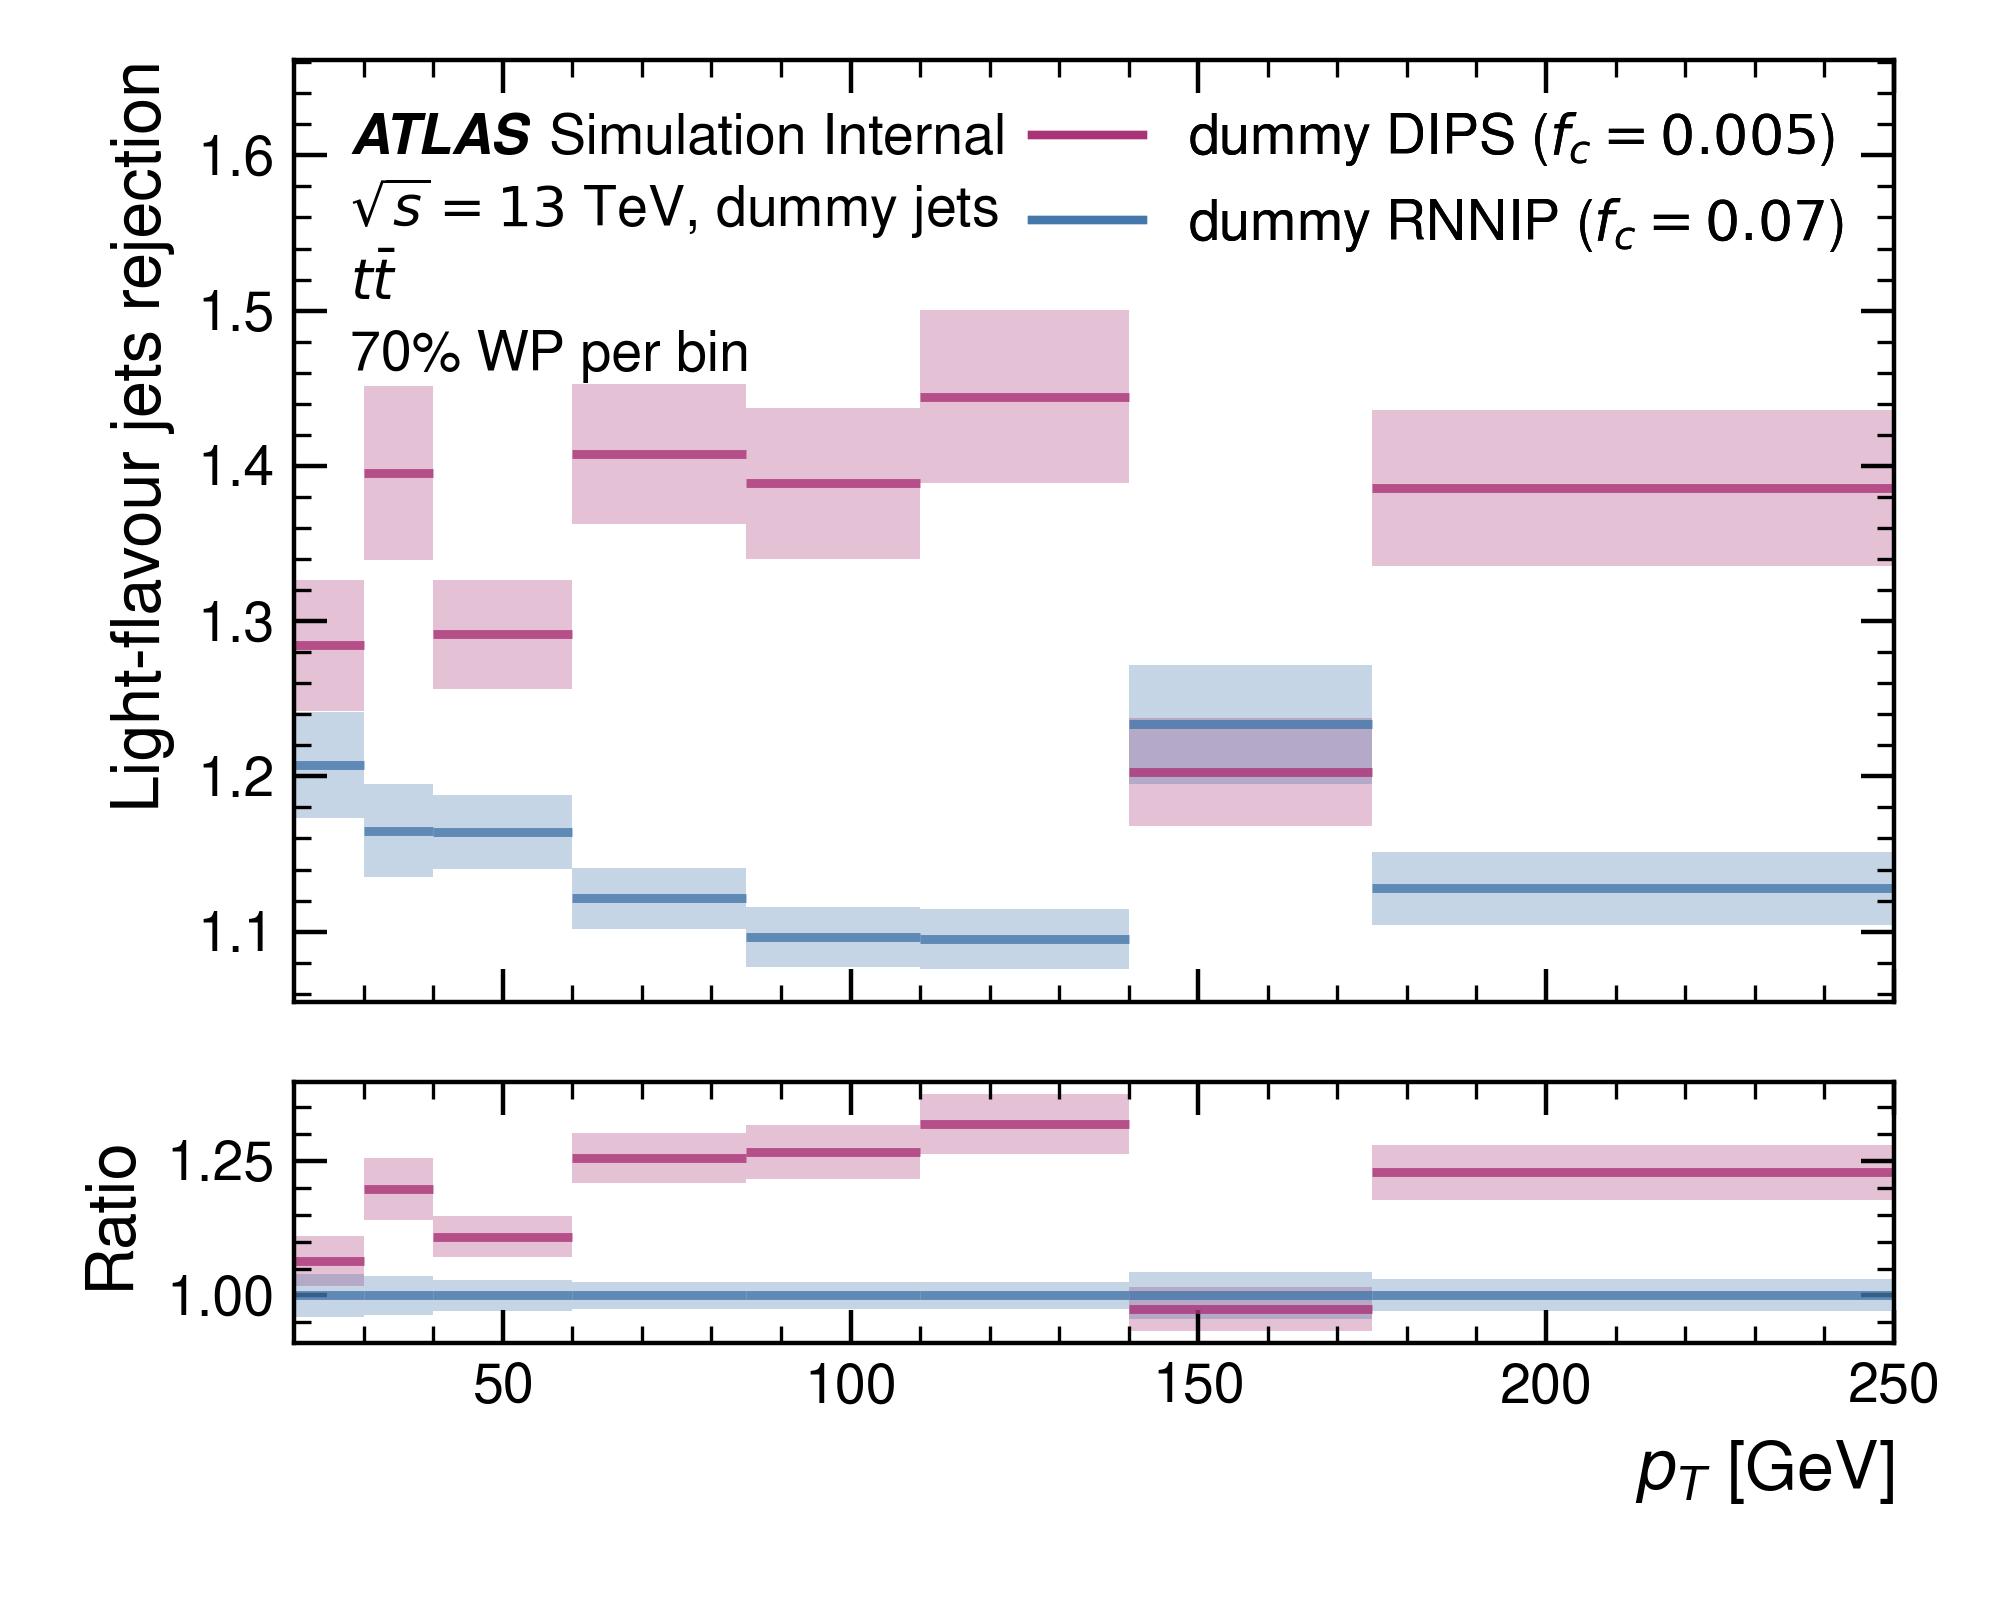 ATLAS Simulation Internal
√s = 13 TeV, dummy jets
tt̄
70% WP per bin
dummy DIPS (f_c = 0.005)
dummy RNNIP (f_c = 0.07)
Light-flavour jets rejection
1.6
1.5
1.4
1.3
1.2
1.1
Ratio
1.25
1.00
50 100 150 200 250
p_T [GeV]